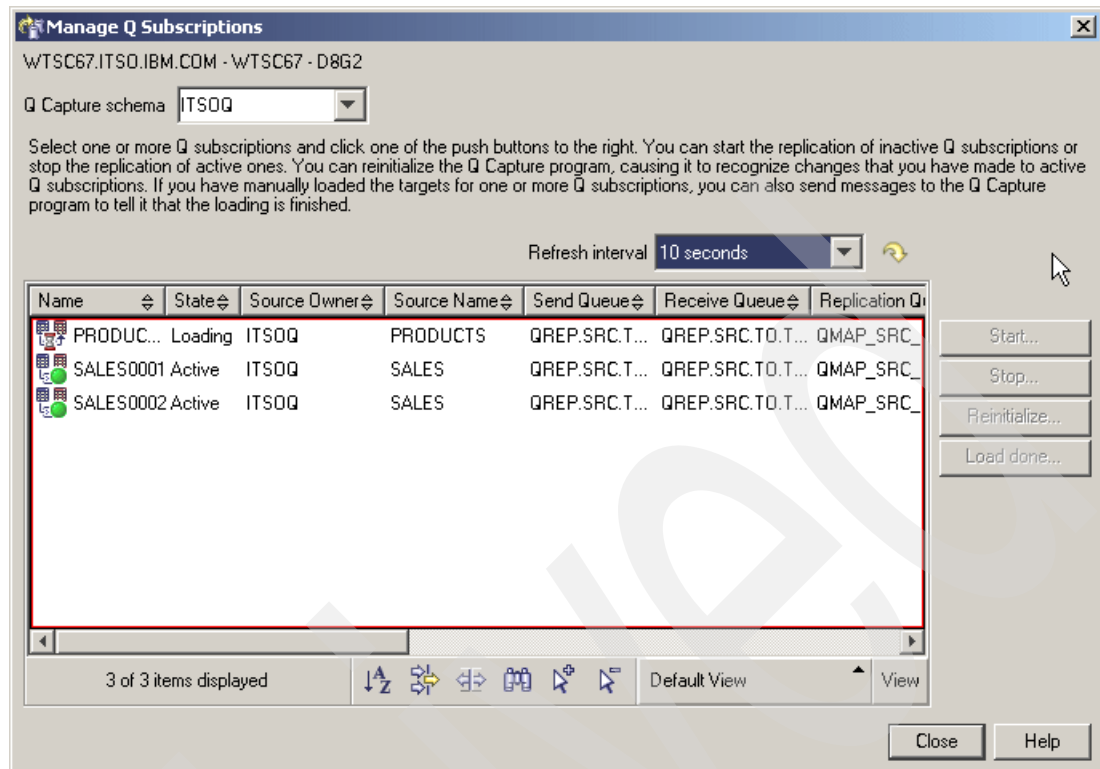 Manage Q Subscriptions
WTSC67.ITSO.IBM.COM - WTSC67 - D8G2
Q Capture schema ITSOQ
Select one or more Q subscriptions and click one of the push buttons to the right. You can start the replication of inactive Q subscriptions or
stop the replication of active ones. You can reinitialize the Q Capture program, causing it to recognize changes that you have made to active
Q subscriptions. If you have manually loaded the targets for one or more Q subscriptions, you can also send messages to the Q Capture
program to tell it that the loading is finished.
Refresh interval 10 seconds
Name State Source Owner Source Name Send Queue Receive Queue Replication Qu
PRODUC... Loading ITSOQ PRODUCTS QREP.SRC.T... QREP.SRC.TO.T... QMAP_SRC_
SALES0001 Active ITSOQ SALES QREP.SRC.T... QREP.SRC.TO.T... QMAP_SRC_
SALES0002 Active ITSOQ SALES QREP.SRC.T... QREP.SRC.TO.T... QMAP_SRC_
Start...
Stop...
Reinitialize...
Load done...
3 of 3 items displayed Default View View
Close Help